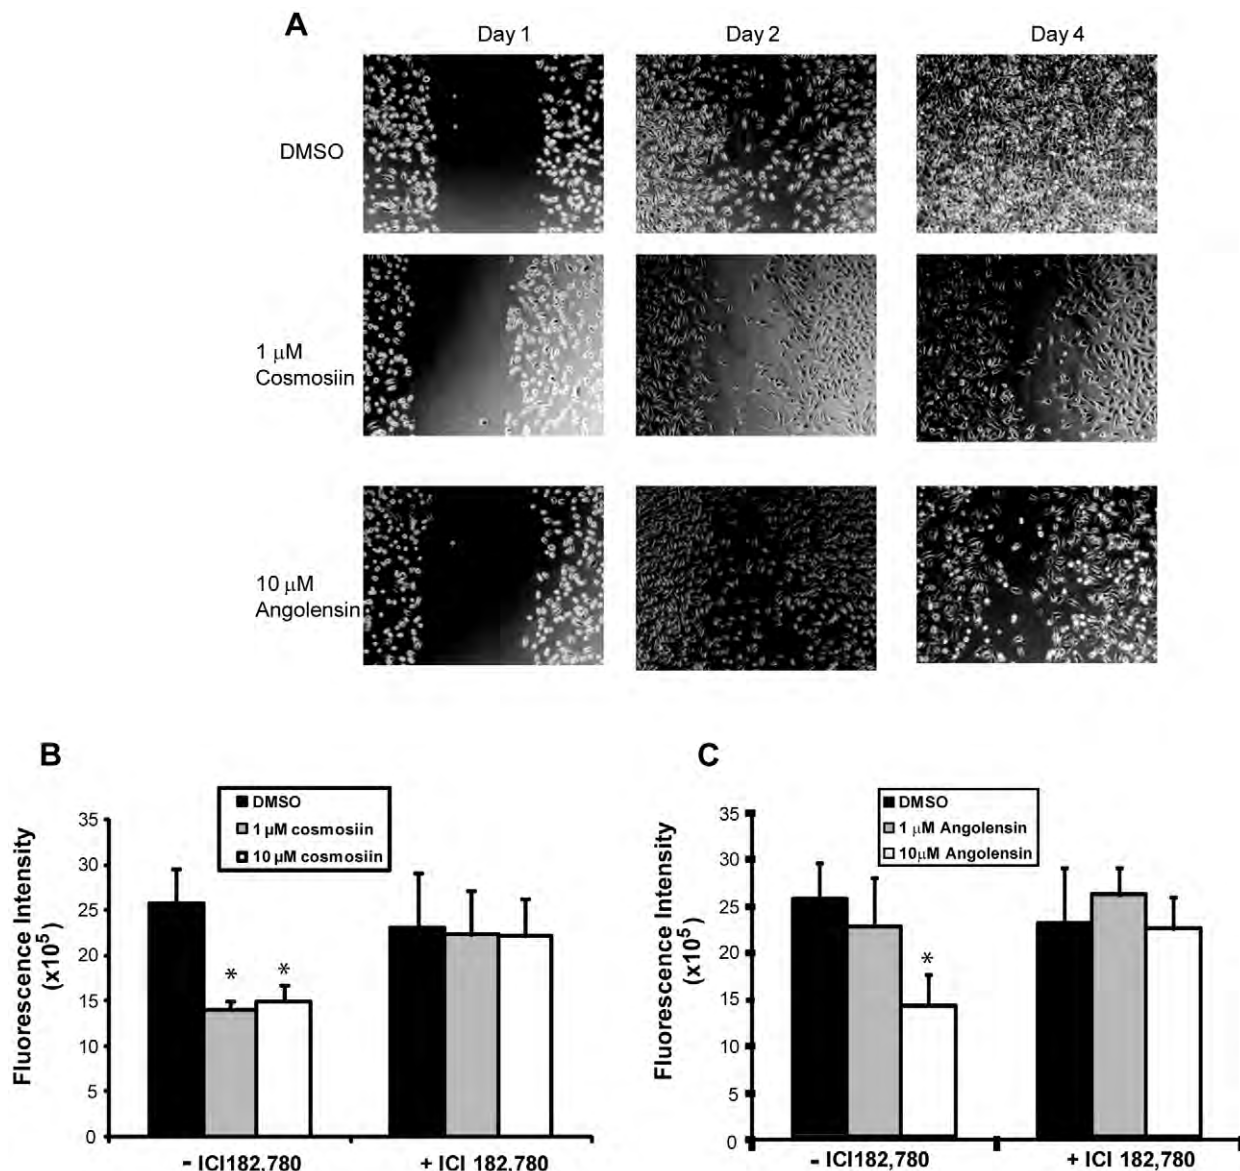 A
Day 1
Day 2
Day 4
DMSO
1 μM
Cosmosiin
10 μM
Angolensin
B
DMSO
1 μM cosmosiin
10 μM cosmosiin
Fluorescence Intensity
(x10⁵)
35
30
25
20
15
10
5
0
*
*
- ICI182,780
+ ICI 182,780
C
DMSO
1 μM Angolensin
10μM Angolensin
Fluorescence Intensity
(x10⁵)
35
30
25
20
15
10
5
0
*
- ICI182,780
+ ICI 182,780